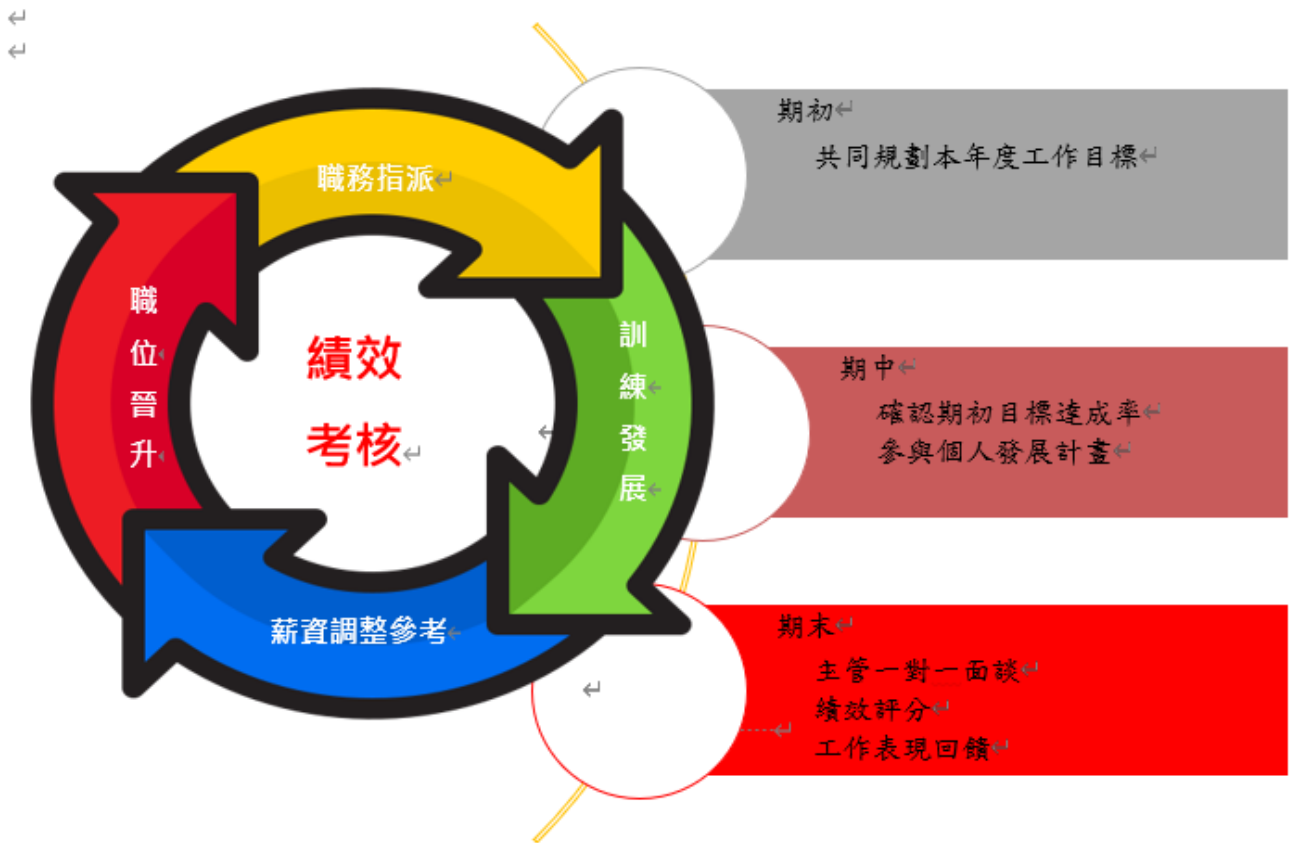 職務指派
訓練發展
薪資調整參考
職位晉升
績效
考核
期初
共同規劃本年度工作目標
期中
確認期初目標達成率
參與個人發展計畫
期末
主管一對一面談
績效評分
工作表現回饋